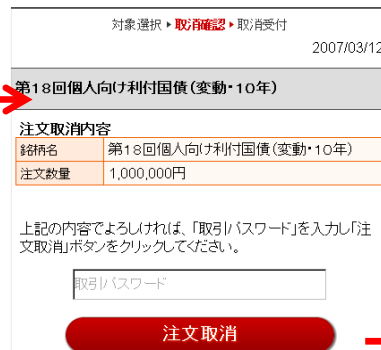 対象選択▶取消確認▶取消受付
2007/03/12
第18回個人向け利付国債(変動・10年)
注文取消内容
銘柄名 第18回個人向け利付国債(変動・10年)
注文数量 1,000,000円
上記の内容でよろしければ、「取引パスワード」を入力し「注
文取消」ボタンをクリックしてください。
取引パスワード
注文取消